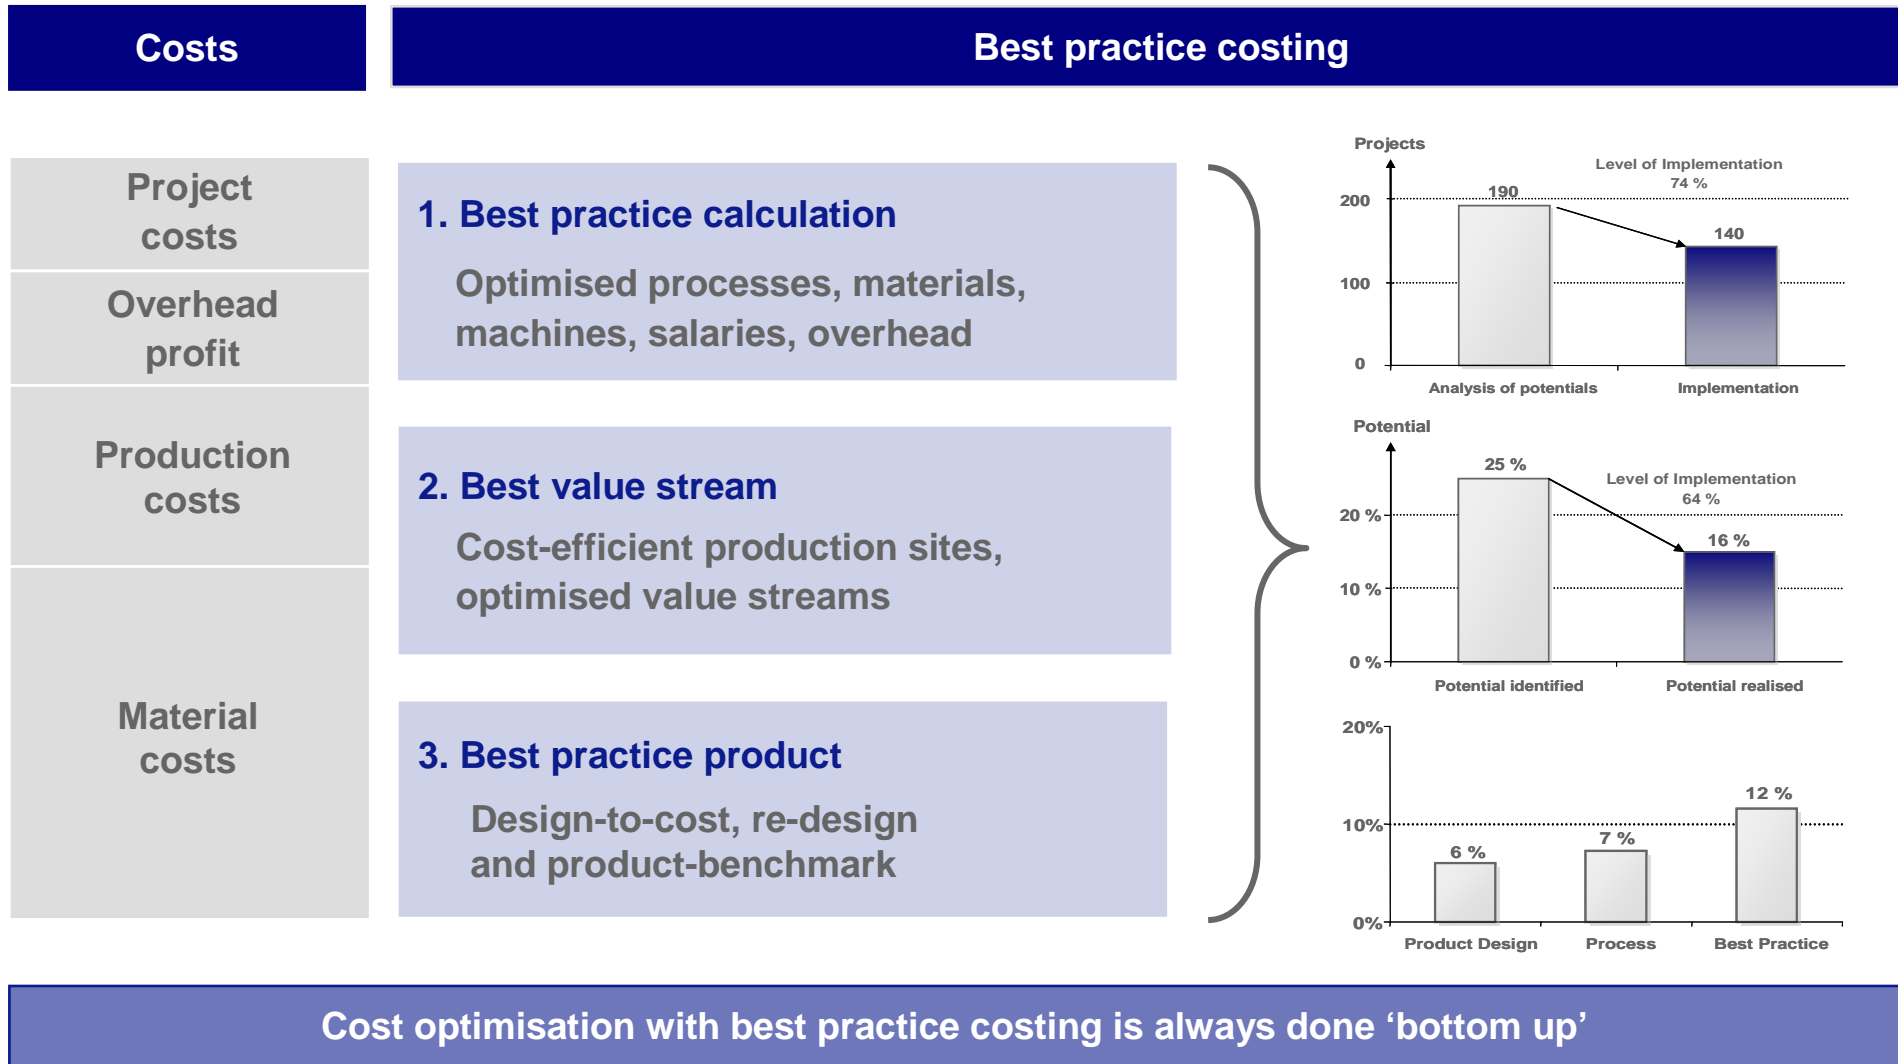 Costs
Best practice costing
Project
costs
Overhead
profit
Production
costs
Material
costs
1. Best practice calculation
Optimised processes, materials,
machines, salaries, overhead
2. Best value stream
Cost-efficient production sites,
optimised value streams
3. Best practice product
Design-to-cost, re-design
and product-benchmark
Projects
Level of Implementation
74 %
200
190
140
100
0
Analysis of potentials
Implementation
Potential
25 %
Level of Implementation
64 %
20 %
16 %
10 %
0 %
Potential identified
Potential realised
20%
12 %
10%
7 %
6 %
0%
Product Design
Process
Best Practice
Cost optimisation with best practice costing is always done ‘bottom up’